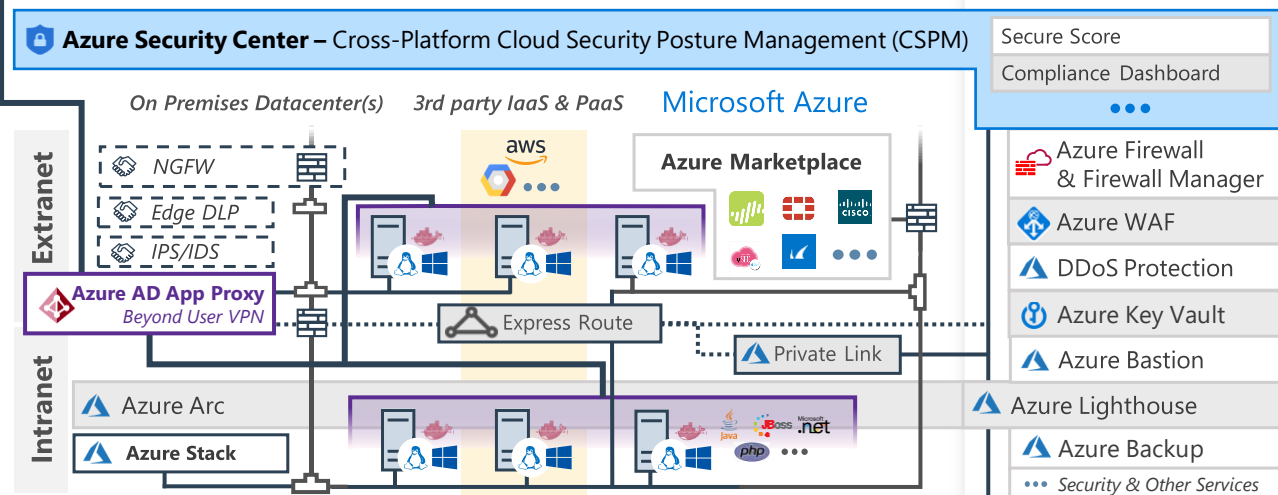 Azure Security Center – Cross-Platform Cloud Security Posture Management (CSPM)
Secure Score
Compliance Dashboard
On Premises Datacenter(s)
3rd party IaaS & PaaS
Microsoft Azure
Extranet
NGFW
Edge DLP
IPS/IDS
aws
Azure Marketplace
CISCO
Azure Firewall
& Firewall Manager
Azure WAF
DDoS Protection
Azure Key Vault
Azure Bastion
Azure AD App Proxy
Beyond User VPN
Express Route
Private Link
Intranet
Azure Arc
Azure Lighthouse
Azure Stack
Java
JBoss
Microsoft
.net
php
Azure Backup
Security & Other Services